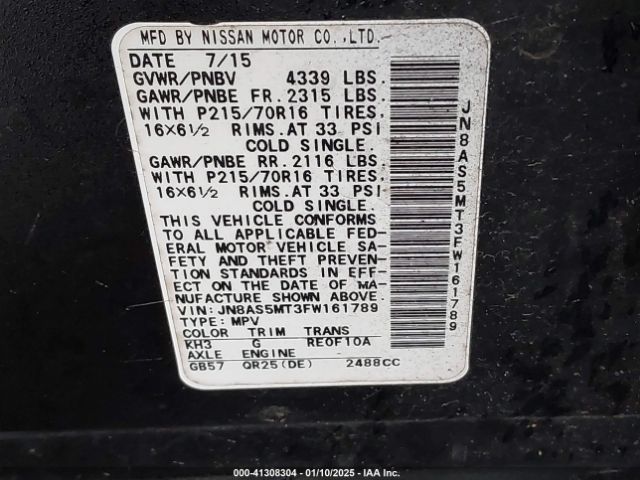 MFD BY NISSAN MOTOR CO.,LTD.
DATE 7/15
GVWR/PNBV 4339 LBS.
GAWR/PNBE FR.2315 LBS.
WITH P215/70R16 TIRES.
16X6 1/2 RIMS.AT 33 PSI
COLD SINGLE.
GAWR/PNBE RR.2116 LBS.
WITH P215/70R16 TIRES.
16X6 1/2 RIMS.AT 33 PSI
COLD SINGLE.
THIS VEHICLE CONFORMS
TO ALL APPLICABLE FED-
ERAL MOTOR VEHICLE SA-
FETY AND THEFT PREVEN-
TION STANDARDS IN EFF-
ECT ON THE DATE OF MA-
NUFACTURE SHOWN ABOVE.
VIN: JN8AS5MT3FW161789
TYPE: MPV
COLOR TRIM TRANS
KH3 G RE0F10A
AXLE ENGINE
GB57 QR25(DE) 2488CC
JN8AS5MT3FW161789
000-41308304 - 01/10/2025 - IAA Inc.